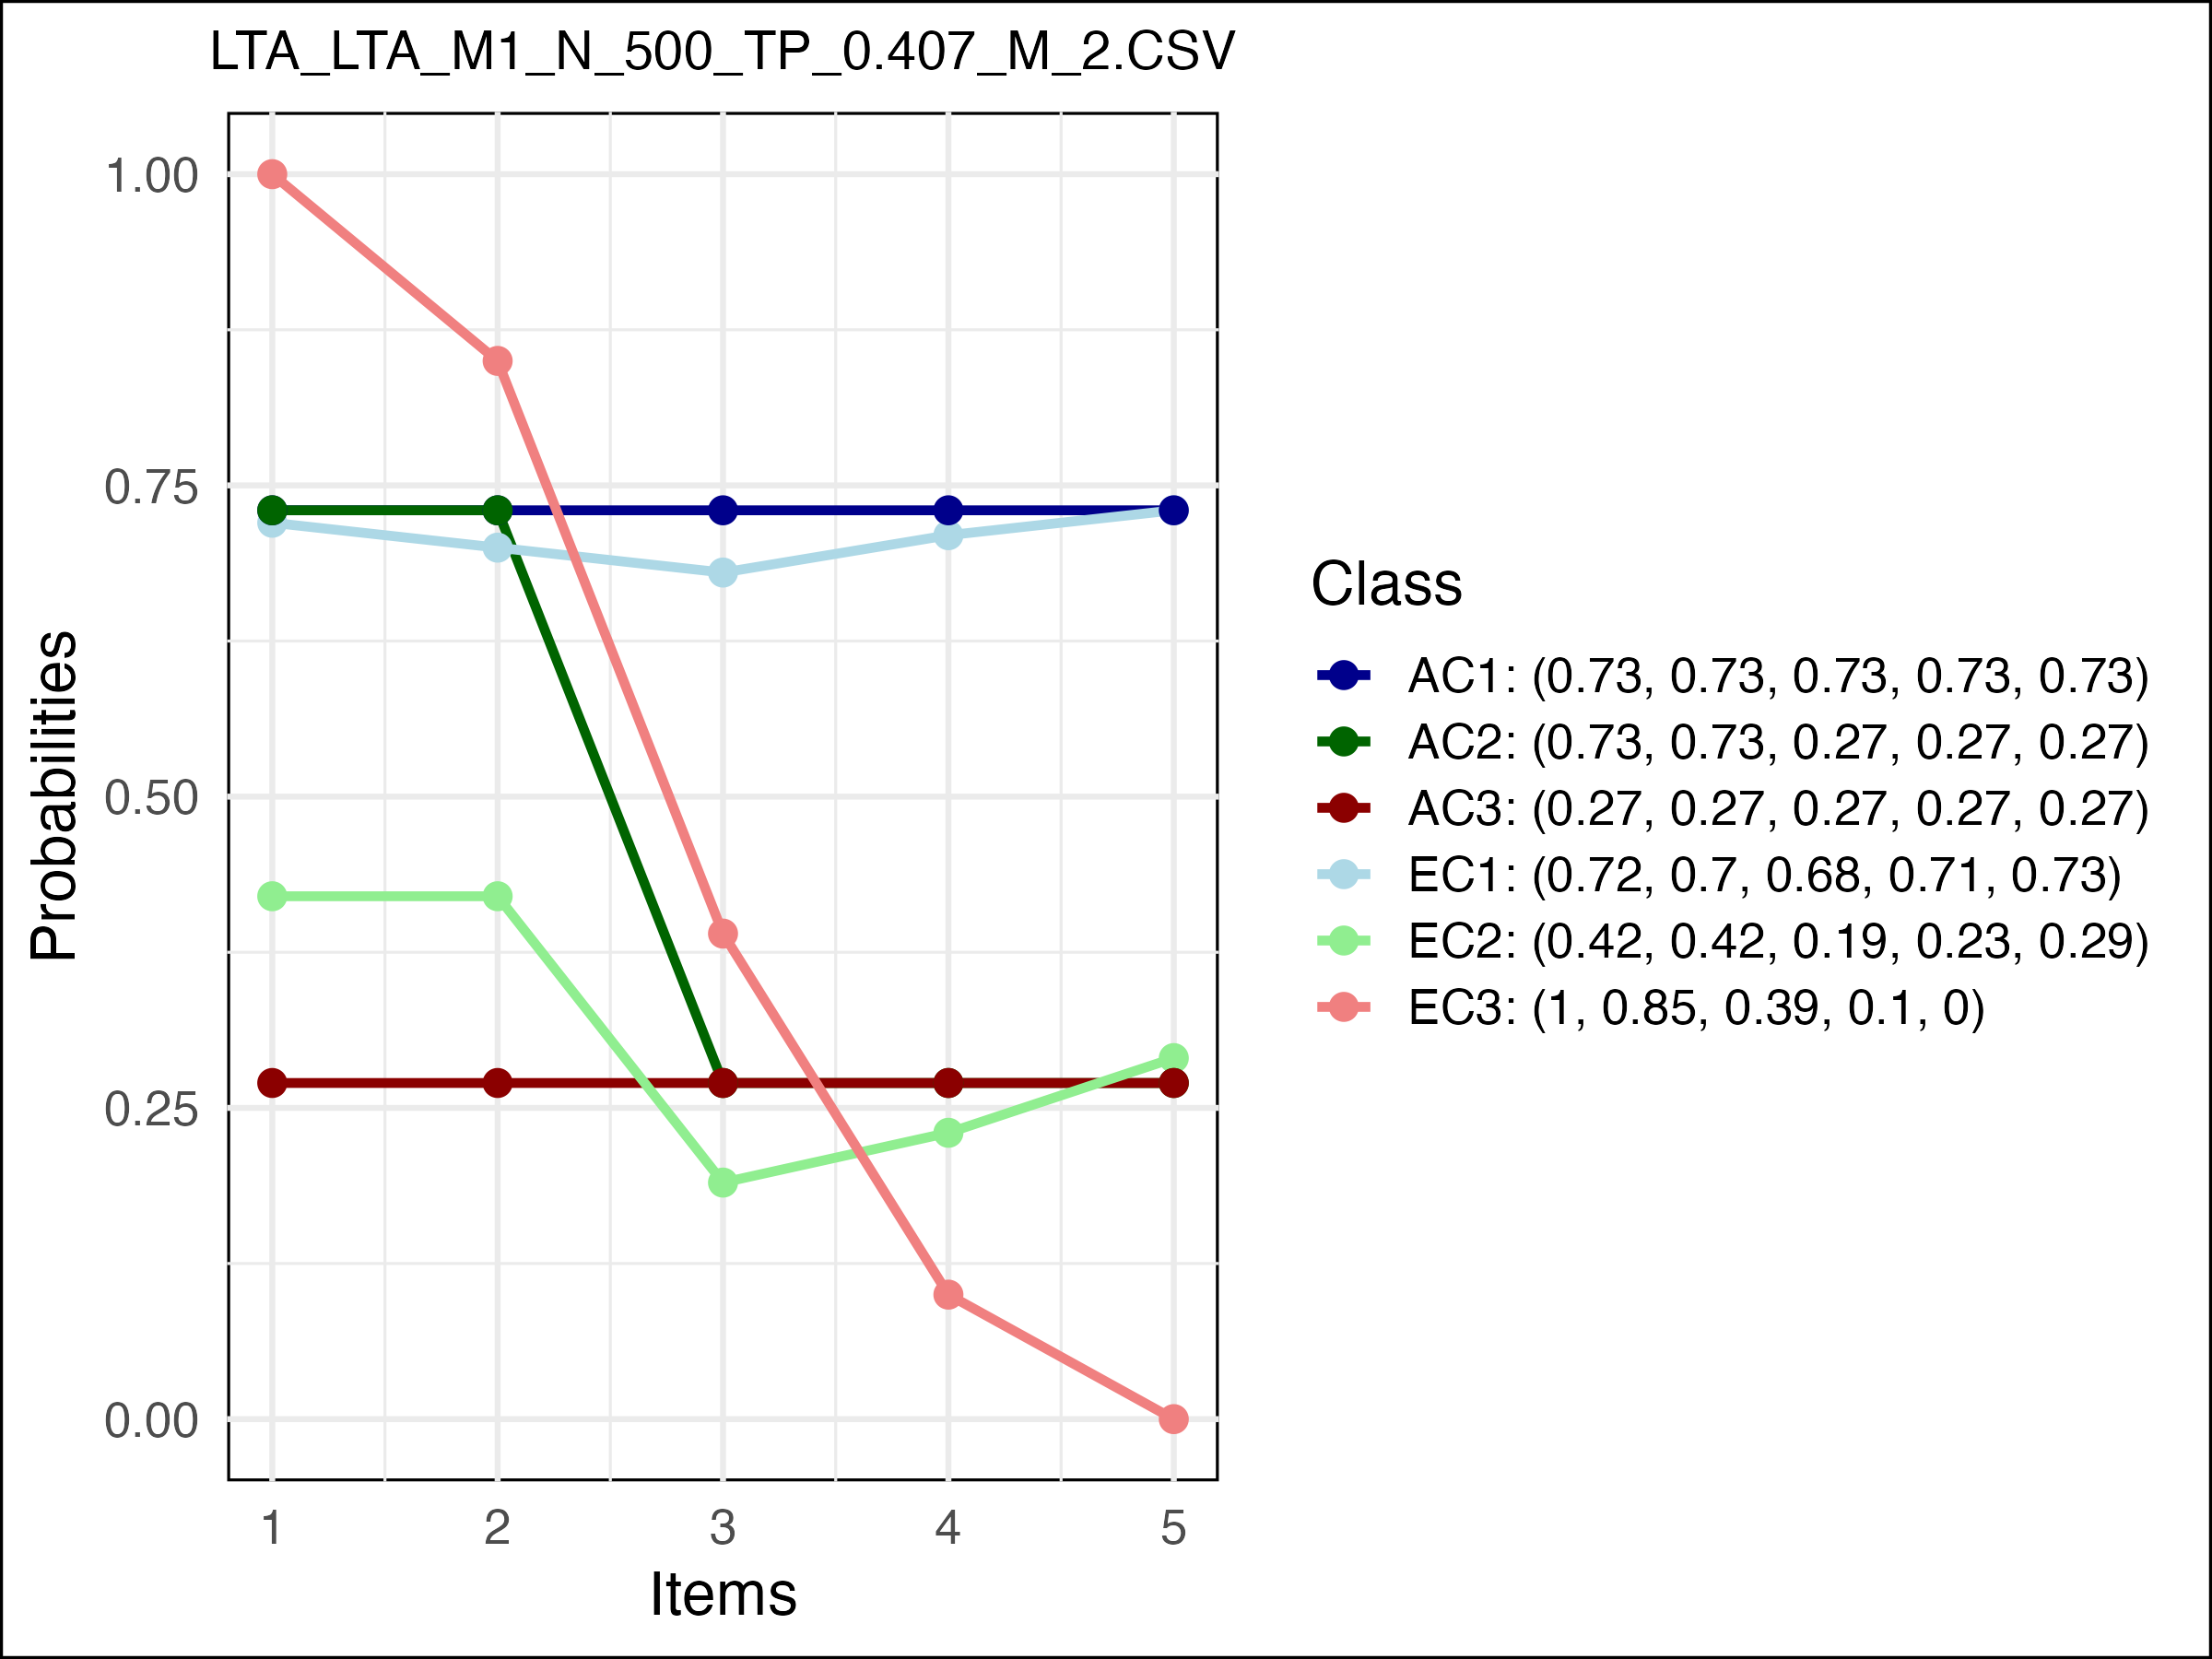 LTA_LTA_M1_N_500_TP_0.407_M_2.CSV
1.00
0.75
0.50
0.25
0.00
Probabilities
1 2 3 4 5
Items
Class
AC1: (0.73, 0.73, 0.73, 0.73, 0.73)
AC2: (0.73, 0.73, 0.27, 0.27, 0.27)
AC3: (0.27, 0.27, 0.27, 0.27, 0.27)
EC1: (0.72, 0.7, 0.68, 0.71, 0.73)
EC2: (0.42, 0.42, 0.19, 0.23, 0.29)
EC3: (1, 0.85, 0.39, 0.1, 0)